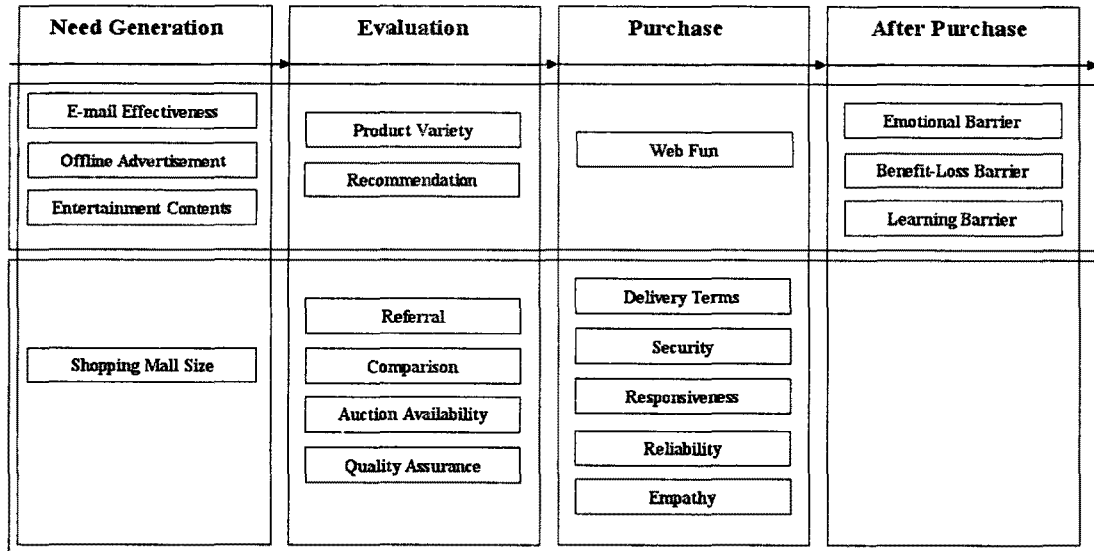 Need Generation
Evaluation
Purchase
After Purchase
E-mail Effectiveness
Offline Advertisement
Entertainment Contents
Product Variety
Recommendation
Web Fun
Emotional Barrier
Benefit-Loss Barrier
Learning Barrier
Shopping Mall Size
Referral
Comparison
Auction Availability
Quality Assurance
Delivery Terms
Security
Responsiveness
Reliability
Empathy